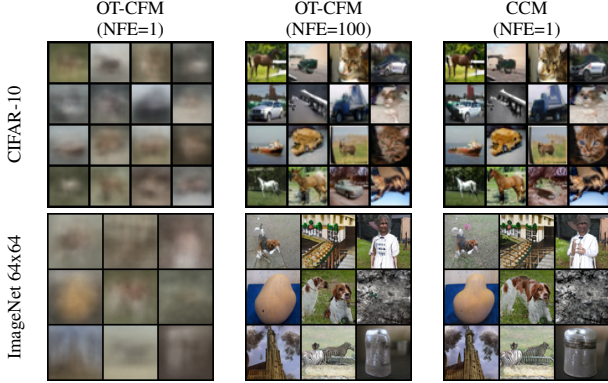 OT-CFM
(NFE=1)
OT-CFM
(NFE=100)
CCM
(NFE=1)
CIFAR-10
ImageNet 64x64